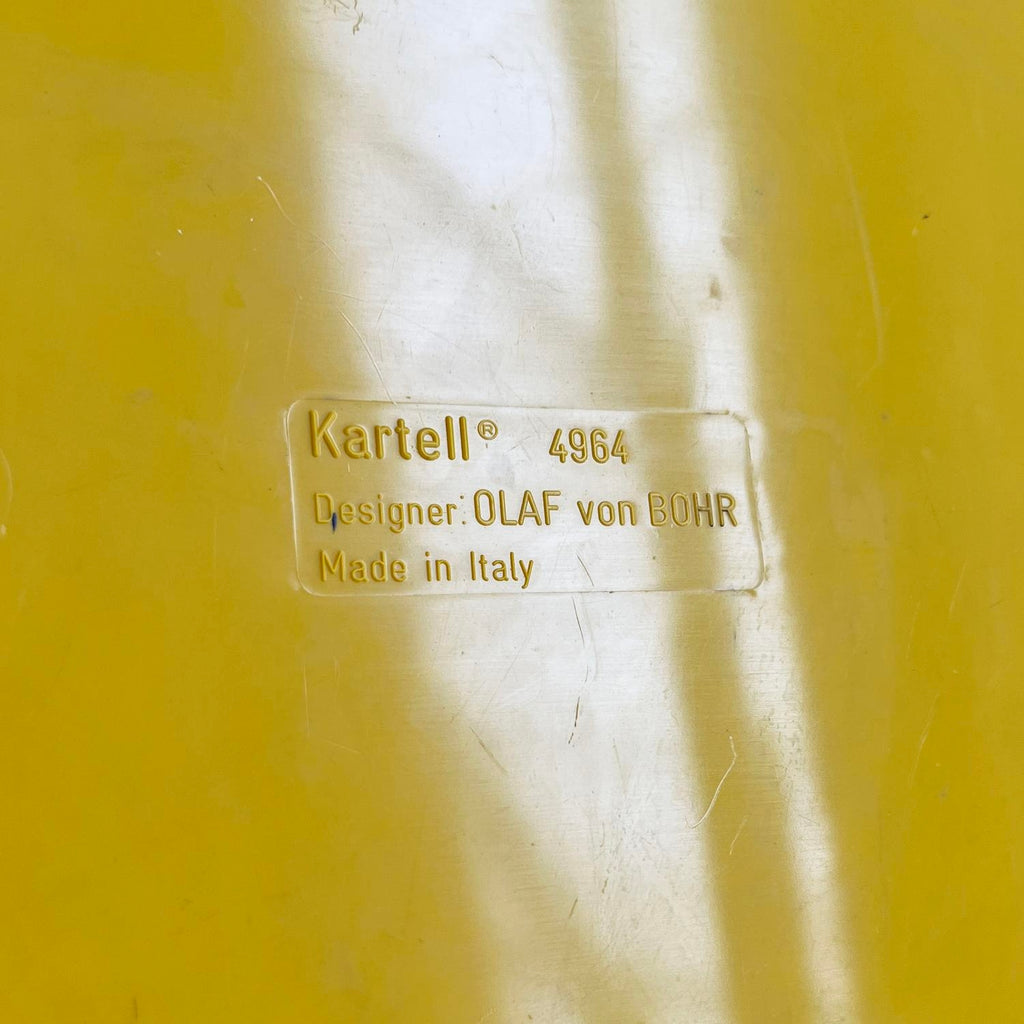 Kartell® 4964
Designer: OLAF von BOHR
Made in Italy